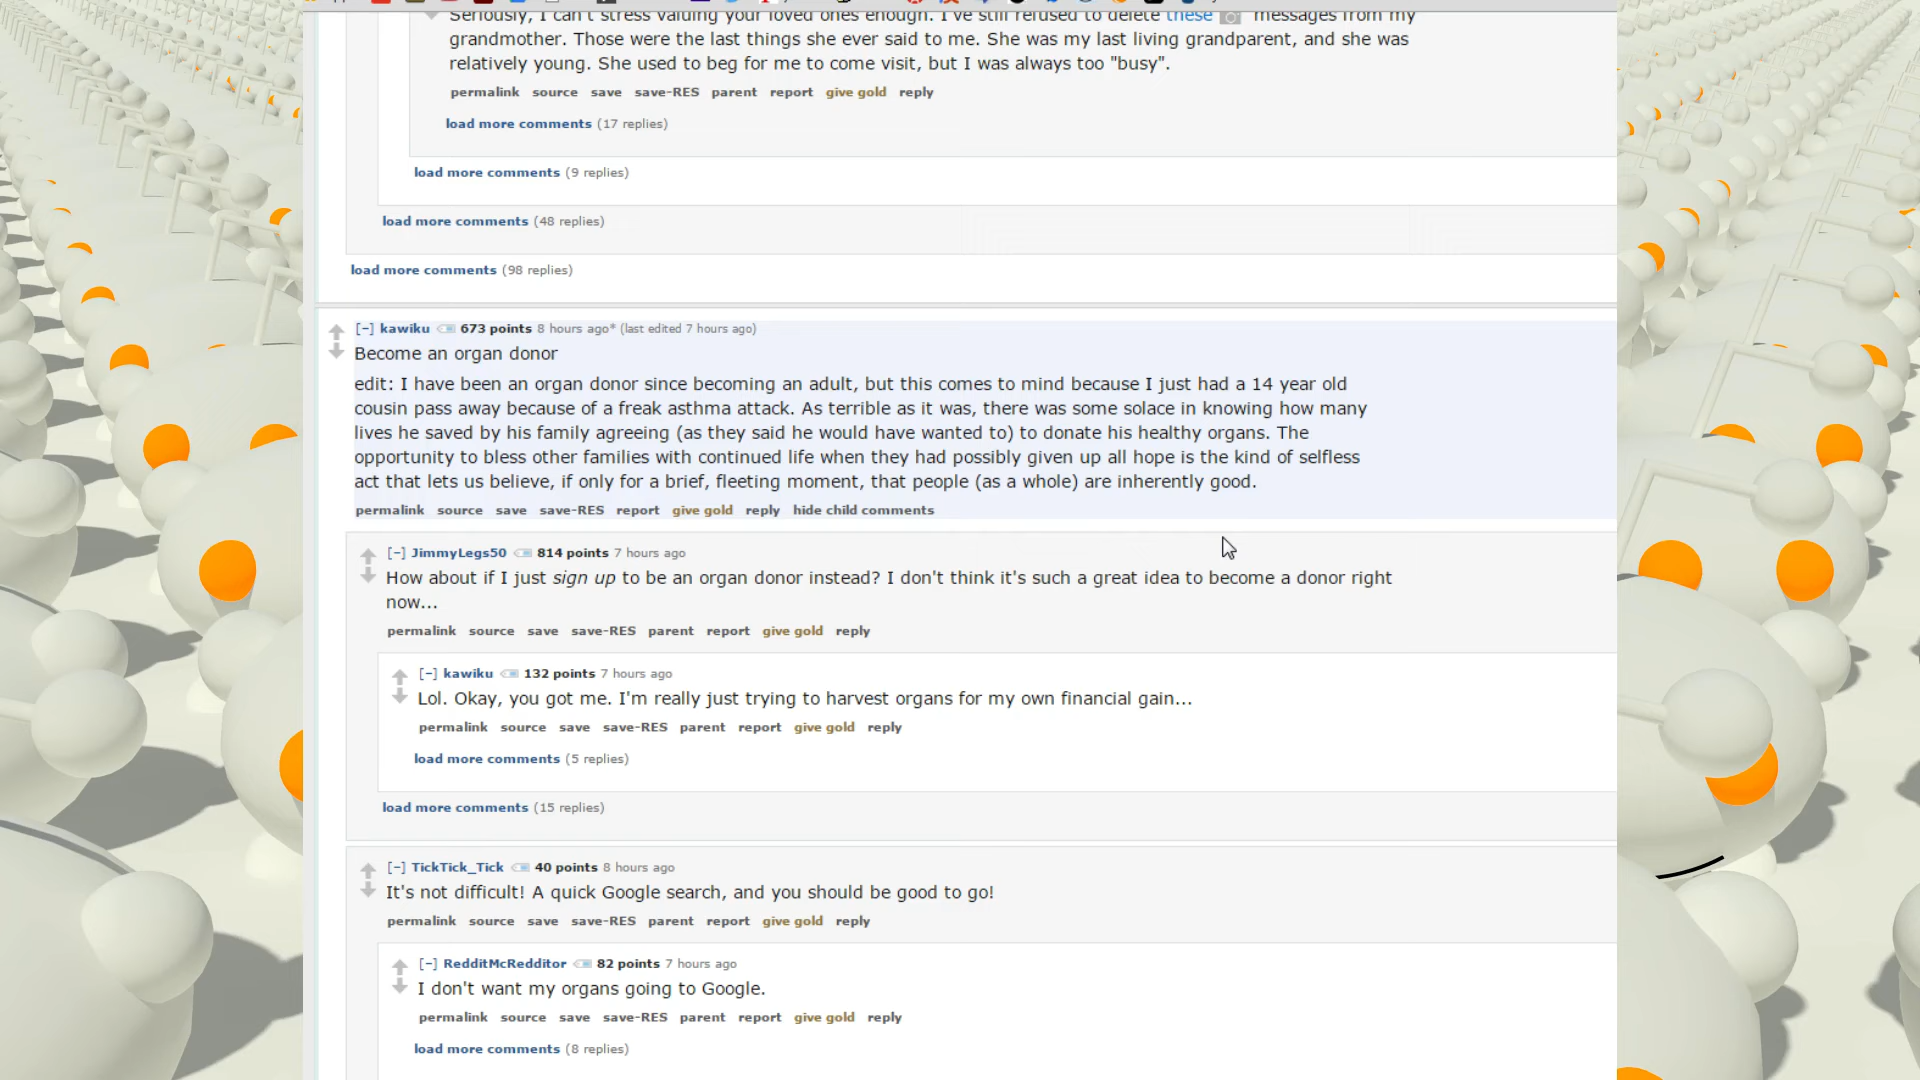 Seriously, I can't stress valuing your loved ones enough. I've still refused to delete these messages from my
grandmother. Those were the last things she ever said to me. She was my last living grandparent, and she was
relatively young. She used to beg for me to come visit, but I was always too "busy".
permalink source save save-RES parent report give gold reply
load more comments (17 replies)
load more comments (9 replies)
load more comments (48 replies)
load more comments (98 replies)
[–] kawiku 673 points 8 hours ago* (last edited 7 hours ago)
Become an organ donor
edit: I have been an organ donor since becoming an adult, but this comes to mind because I just had a 14 year old
cousin pass away because of a freak asthma attack. As terrible as it was, there was some solace in knowing how many
lives he saved by his family agreeing (as they said he would have wanted to) to donate his healthy organs. The
opportunity to bless other families with continued life when they had possibly given up all hope is the kind of selfless
act that lets us believe, if only for a brief, fleeting moment, that people (as a whole) are inherently good.
permalink source save save-RES report give gold reply hide child comments
[–] JimmyLegs50 814 points 7 hours ago
How about if I just sign up to be an organ donor instead? I don't think it's such a great idea to become a donor right
now...
permalink source save save-RES parent report give gold reply
[–] kawiku 132 points 7 hours ago
Lol. Okay, you got me. I'm really just trying to harvest organs for my own financial gain...
permalink source save save-RES parent report give gold reply
load more comments (5 replies)
load more comments (15 replies)
[–] TickTick_Tick 40 points 8 hours ago
It's not difficult! A quick Google search, and you should be good to go!
permalink source save save-RES parent report give gold reply
[–] RedditMcRedditor 82 points 7 hours ago
I don't want my organs going to Google.
permalink source save save-RES parent report give gold reply
load more comments (8 replies)